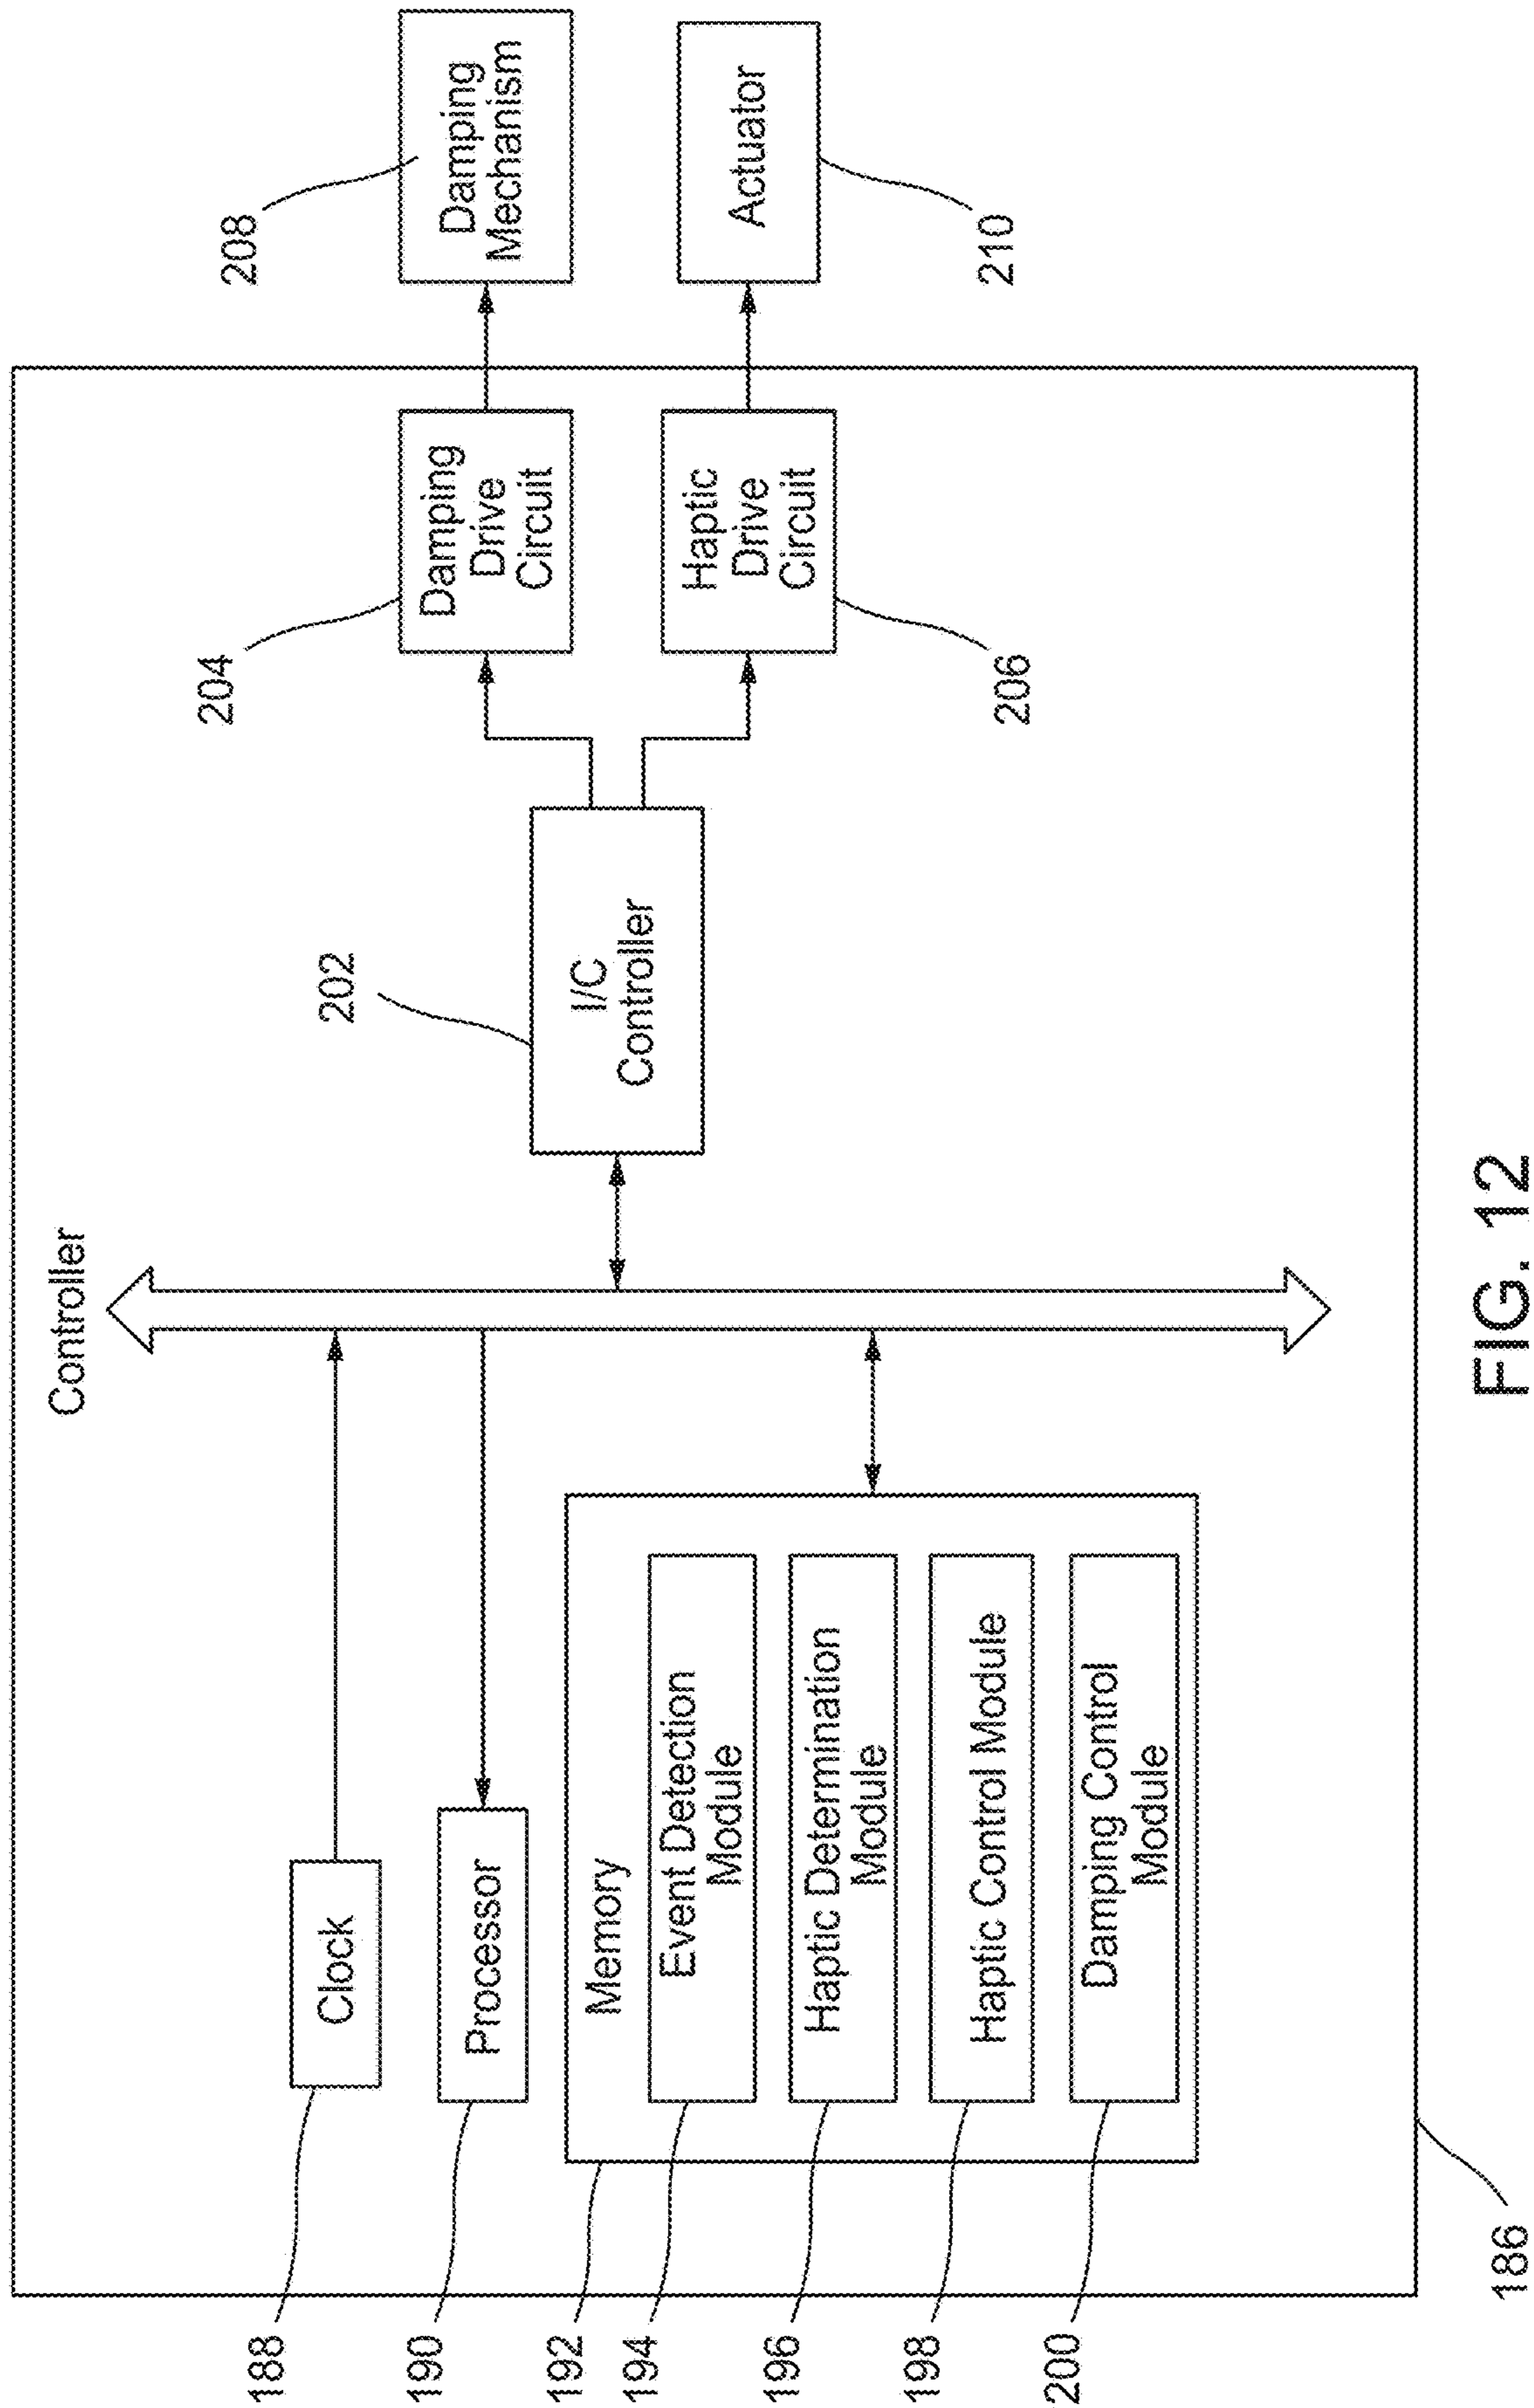 Controller
188
Clock
190
Processor
192
Memory
194
Event Detection
Module
196
Haptic Determination
Module
198
Haptic Control Module
200
Damping Control
Module
202
I/C
Controller
204
Damping
Drive
Circuit
206
Haptic
Drive
Circuit
208
Damping
Mechanism
210
Actuator
186
FIG. 12